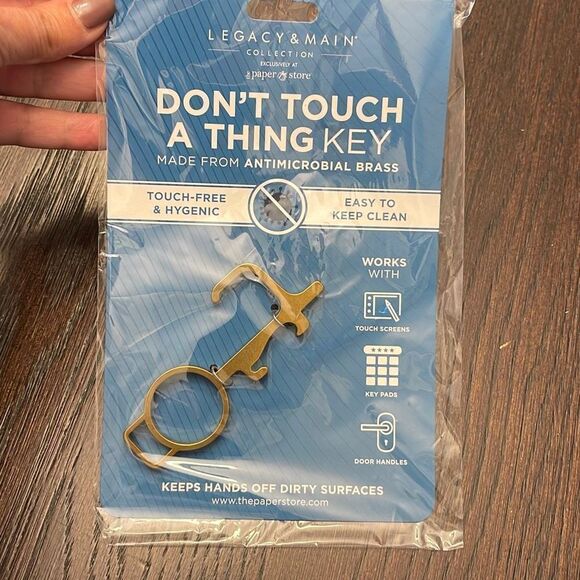 LEGACY & MAIN
COLLECTION
EXCLUSIVELY AT
the paper store
DON'T TOUCH
A THING KEY
MADE FROM ANTIMICROBIAL BRASS
TOUCH-FREE
& HYGENIC
EASY TO
KEEP CLEAN
WORKS
WITH
TOUCH SCREENS
****
KEY PADS
DOOR HANDLES
KEEPS HANDS OFF DIRTY SURFACES
www.thepaperstore.com